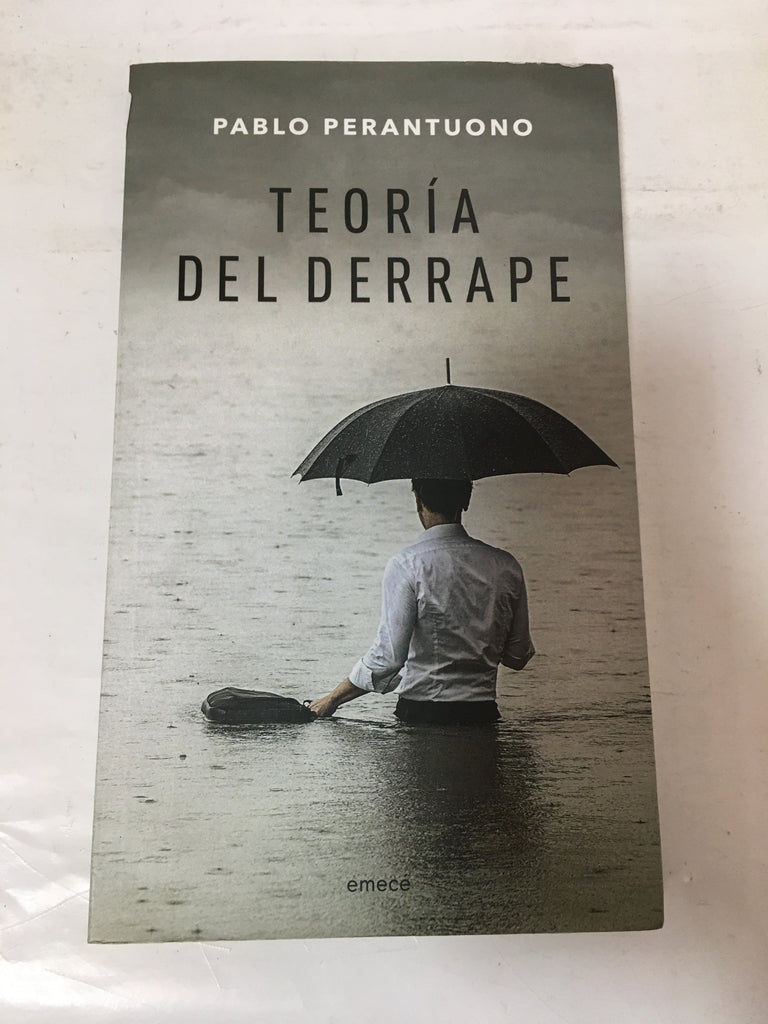 PABLO PERANTUONO
TEORÍA
DEL DERRAPE
emecé